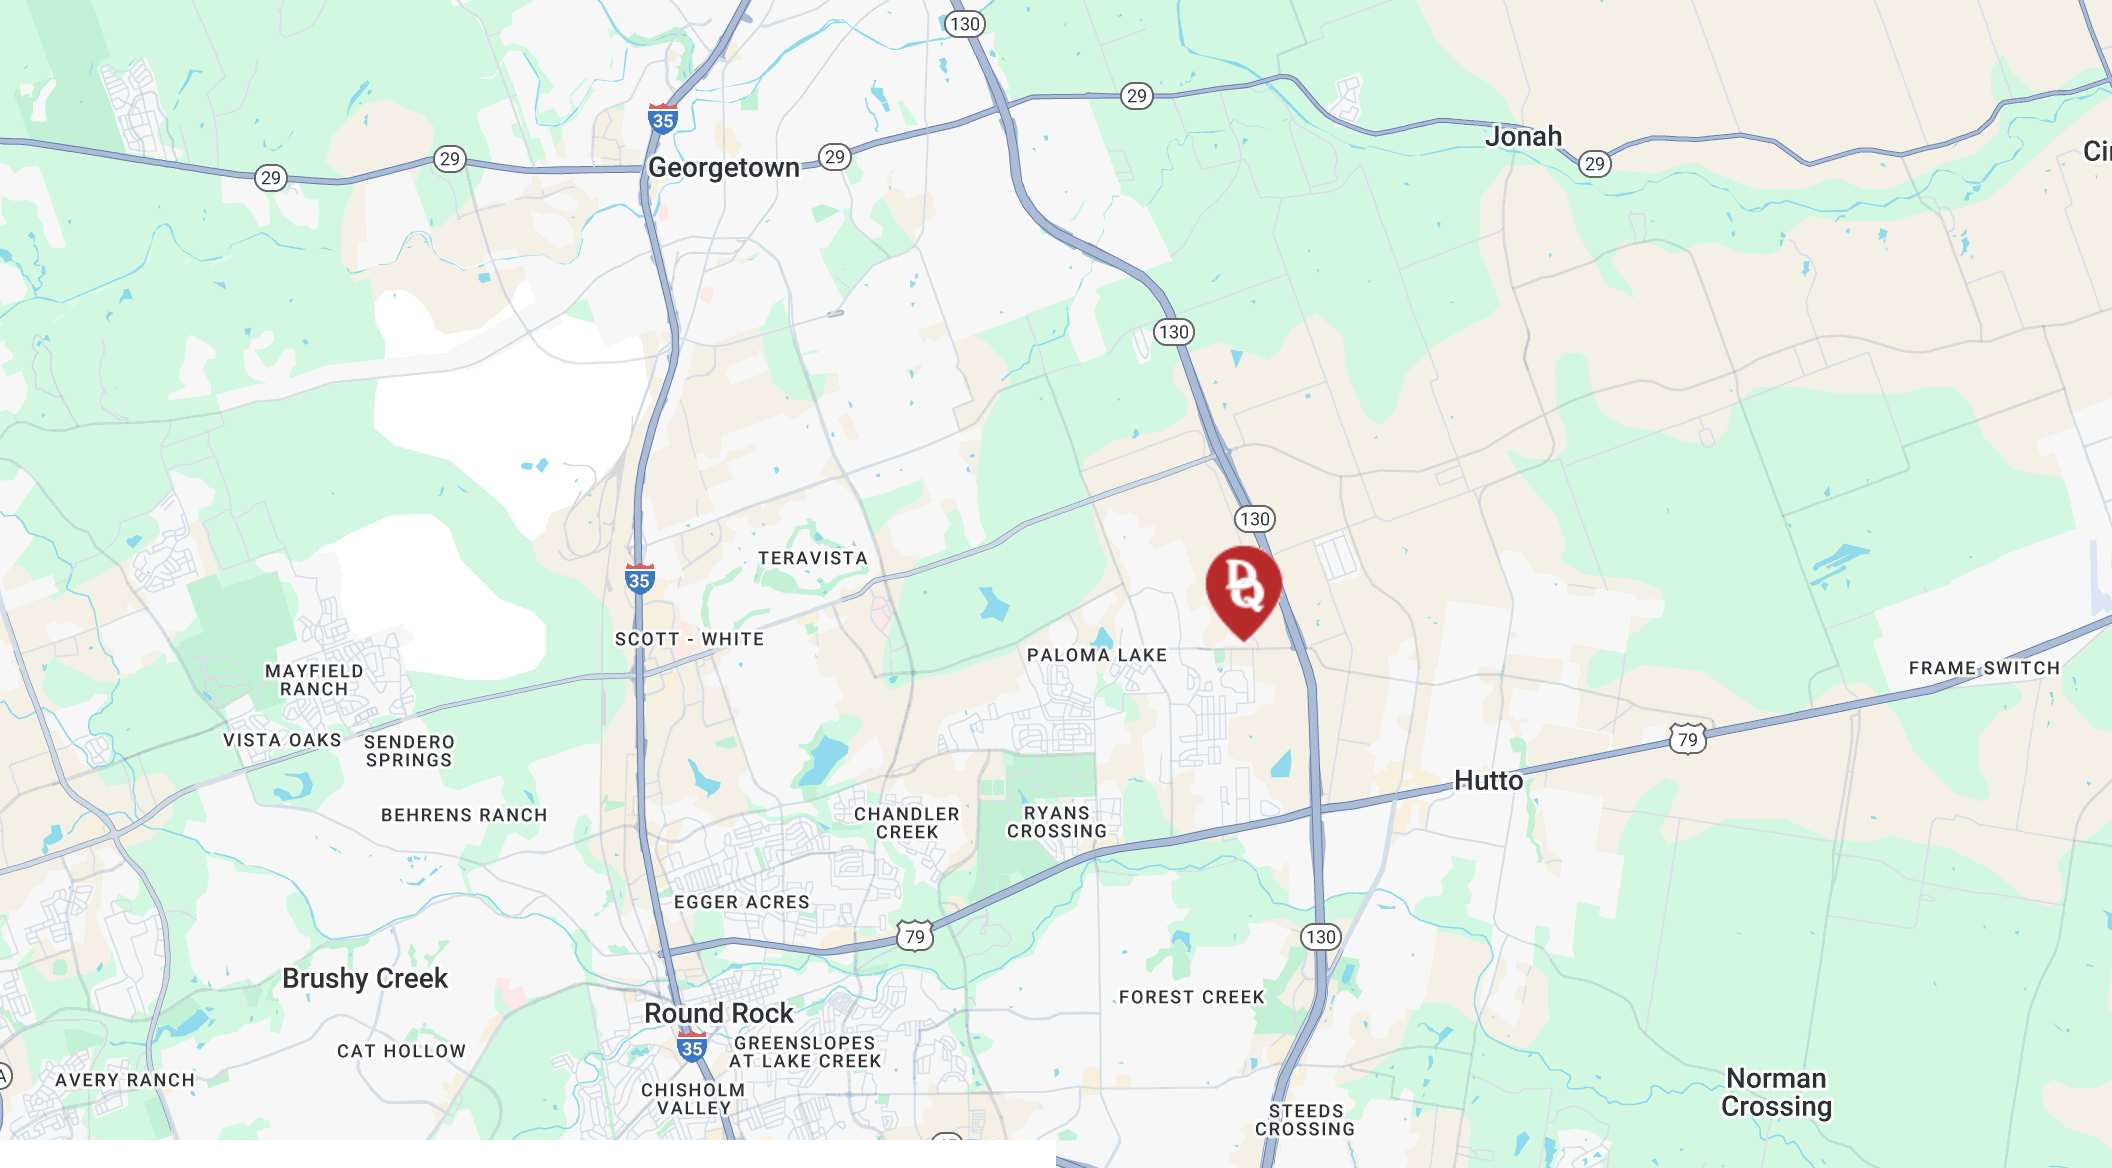 130
29
35
Jonah
29
Georgetown
29
29
29
130
130
TERAVISTA
35
DQ
SCOTT - WHITE
PALOMA LAKE
FRAME SWITCH
MAYFIELD
RANCH
VISTA OAKS
SENDERO
SPRINGS
79
Hutto
BEHRENS RANCH
CHANDLER
CREEK
RYANS
CROSSING
EGGER ACRES
79
130
Brushy Creek
FOREST CREEK
Round Rock
35
GREENSLOPES
AT LAKE CREEK
CAT HOLLOW
AVERY RANCH
CHISHOLM
VALLEY
Norman
Crossing
STEEDS
CROSSING